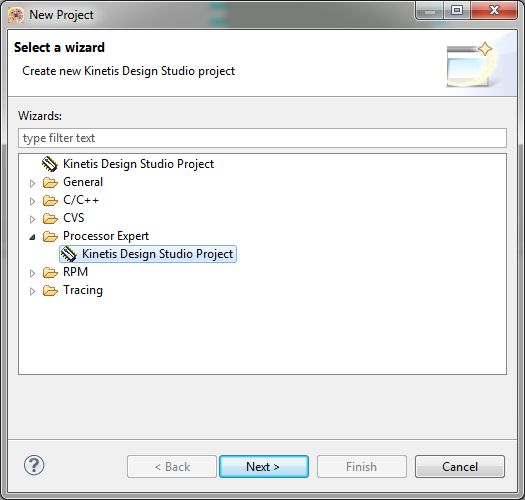 New Project
Select a wizard
Create new Kinetis Design Studio project
Wizards:
type filter text
Kinetis Design Studio Project
General
C/C++
CVS
Processor Expert
Kinetis Design Studio Project
RPM
Tracing
?
< Back
Next >
Finish
Cancel